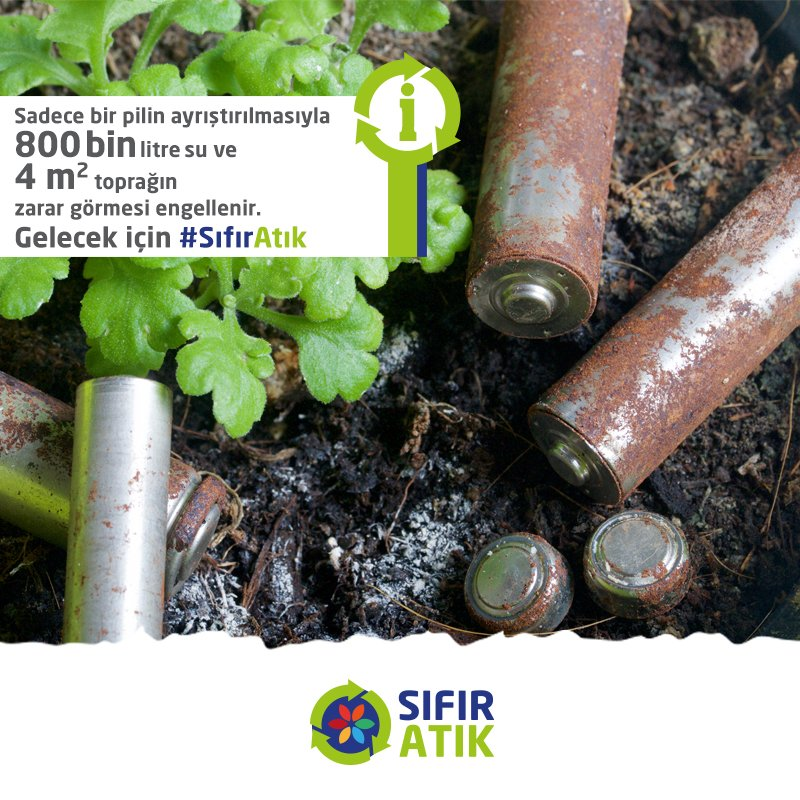 Sadece bir pilin ayrıştırılmasıyla
800 bin litre su ve
4 m² toprağın
zarar görmesi engellenir.
Gelecek için #SıfırAtık
i
SIFIR
ATIK